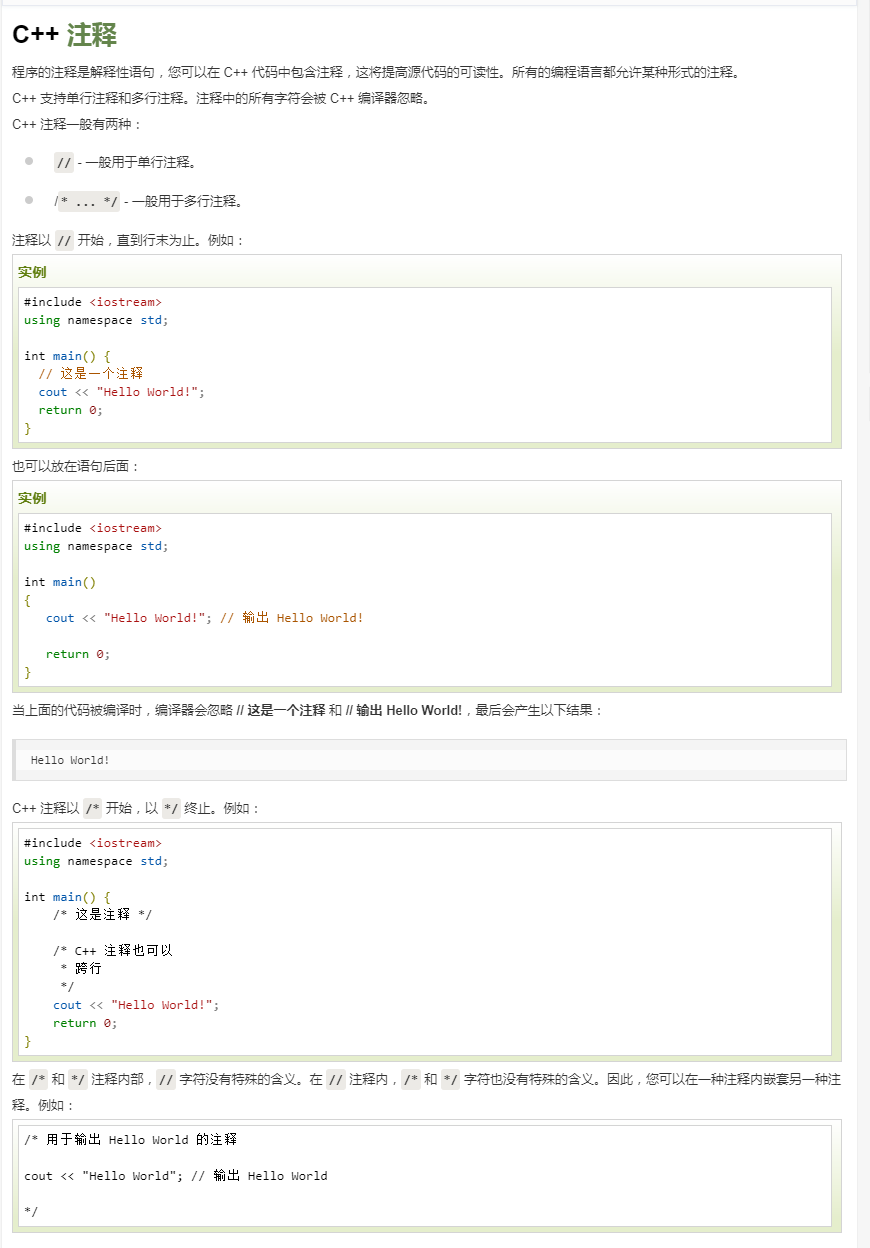 C++ 注释
程序的注释是解释性语句，您可以在 C++ 代码中包含注释，这将提高源代码的可读性。所有的编程语言都允许某种形式的注释。
C++ 支持单行注释和多行注释。注释中的所有字符会被 C++ 编译器忽略。
C++ 注释一般有两种：
// - 一般用于单行注释。
/* ... */ - 一般用于多行注释。
注释以 // 开始，直到行末为止。例如：
实例
#include <iostream>
using namespace std;
int main() {
// 这是一个注释
cout << "Hello World!";
return 0;
}
也可以放在语句后面：
实例
#include <iostream>
using namespace std;
int main()
{
cout << "Hello World!"; // 输出 Hello World!
return 0;
}
当上面的代码被编译时，编译器会忽略 // 这是一个注释 和 // 输出 Hello World!，最后会产生以下结果：
Hello World!
C++ 注释以 /* 开始，以 */ 终止。例如：
#include <iostream>
using namespace std;
int main() {
/* 这是注释 */
/* C++ 注释也可以
* 跨行
*/
cout << "Hello World!";
return 0;
}
在 /* 和 */ 注释内部，// 字符没有特殊的含义。在 // 注释内，/* 和 */ 字符也没有特殊的含义。因此，您可以在一种注释内嵌套另一种注
释。例如：
/* 用于输出 Hello World 的注释
cout << "Hello World"; // 输出 Hello World
*/